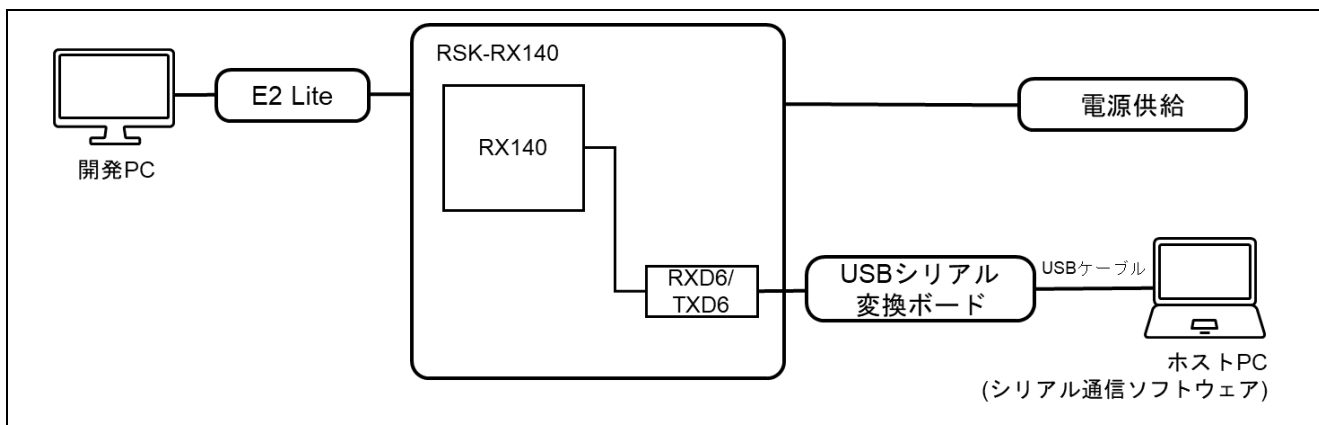 RSK-RX140
E2 Lite
開発PC
RX140
電源供給
RXD6/
TXD6
USBシリアル
変換ボード
USBケーブル
ホストPC
(シリアル通信ソフトウェア)